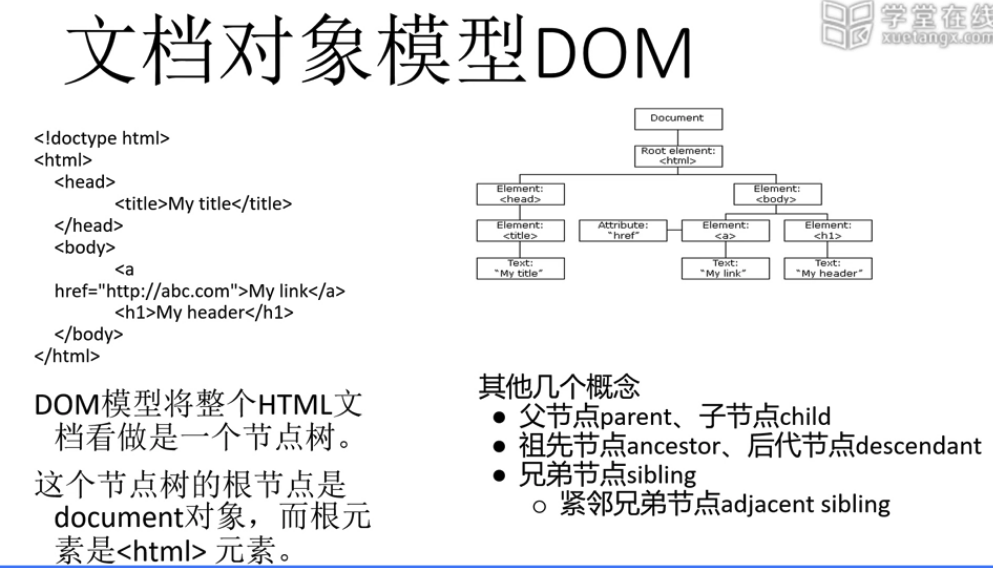 文档对象模型DOM
学堂在线
xuetangx.com
<!doctype html>
<html>
<head>
<title>My title</title>
</head>
<body>
<a
href="http://abc.com">My link</a>
<h1>My header</h1>
</body>
</html>
Document
Root element:
<html>
Element:
<head>
Element:
<body>
Element:
<title>
Attribute:
"href"
Element:
<a>
Element:
<h1>
Text:
"My title"
Text:
"My link"
Text:
"My header"
DOM模型将整个HTML文
档看做是一个节点树。
这个节点树的根节点是
document对象，而根元
素是<html> 元素。
其他几个概念
● 父节点parent、子节点child
● 祖先节点ancestor、后代节点descendant
● 兄弟节点sibling
○ 紧邻兄弟节点adjacent sibling